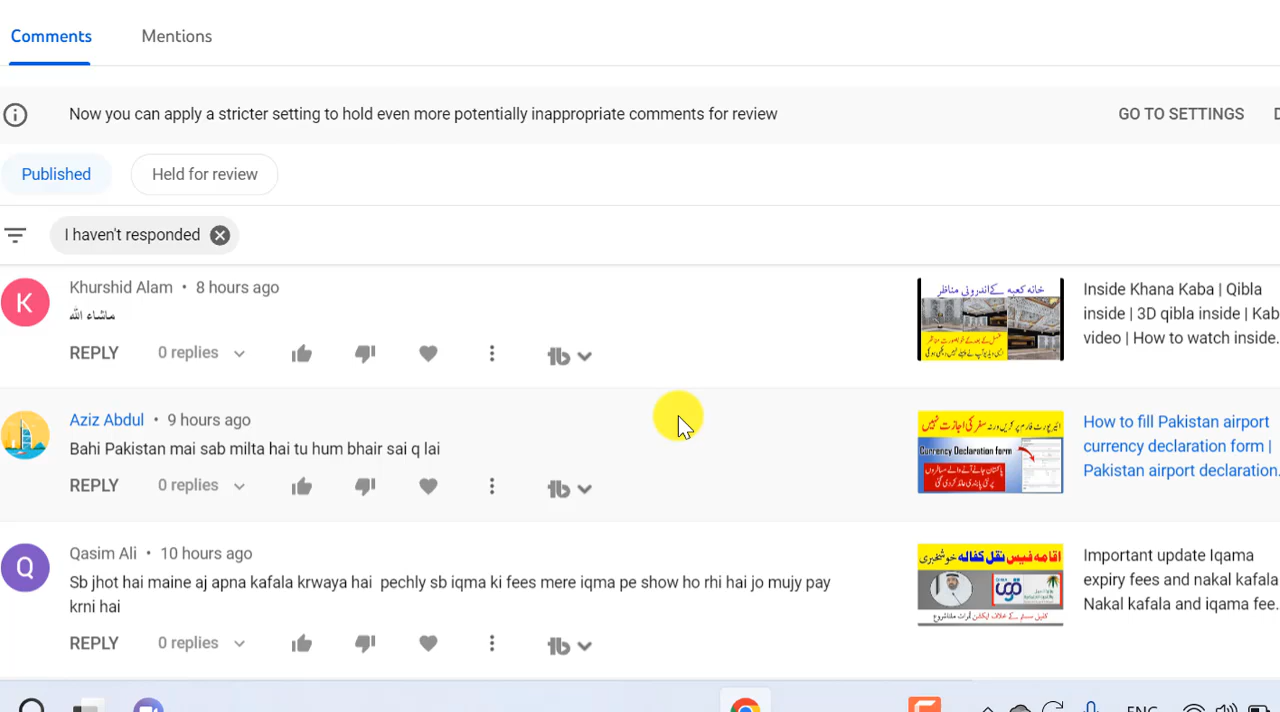 Comments
Mentions
Now you can apply a stricter setting to hold even more potentially inappropriate comments for review
GO TO SETTINGS
Published
Held for review
I haven't responded
K
Khurshid Alam • 8 hours ago
ماشاء الله
REPLY
0 replies
خانہ کعبہ کے اندرونی مناظر
Inside Khana Kaba | Qibla
inside | 3D qibla inside | Kab
video | How to watch inside.
Aziz Abdul • 9 hours ago
Bahi Pakistan mai sab milta hai tu hum bhair sai q lai
REPLY
0 replies
Currency Declaration form
How to fill Pakistan airport
currency declaration form |
Pakistan airport declaration.
Q
Qasim Ali • 10 hours ago
Sb jhot hai maine aj apna kafala krwaya hai pechly sb iqma ki fees mere iqma pe show ho rhi hai jo mujy pay
krni hai
REPLY
0 replies
اقامہ فیس نقل کفالہ خوشخبری
Important update Iqama
expiry fees and nakal kafala
Nakal kafala and iqama fee.
ENG